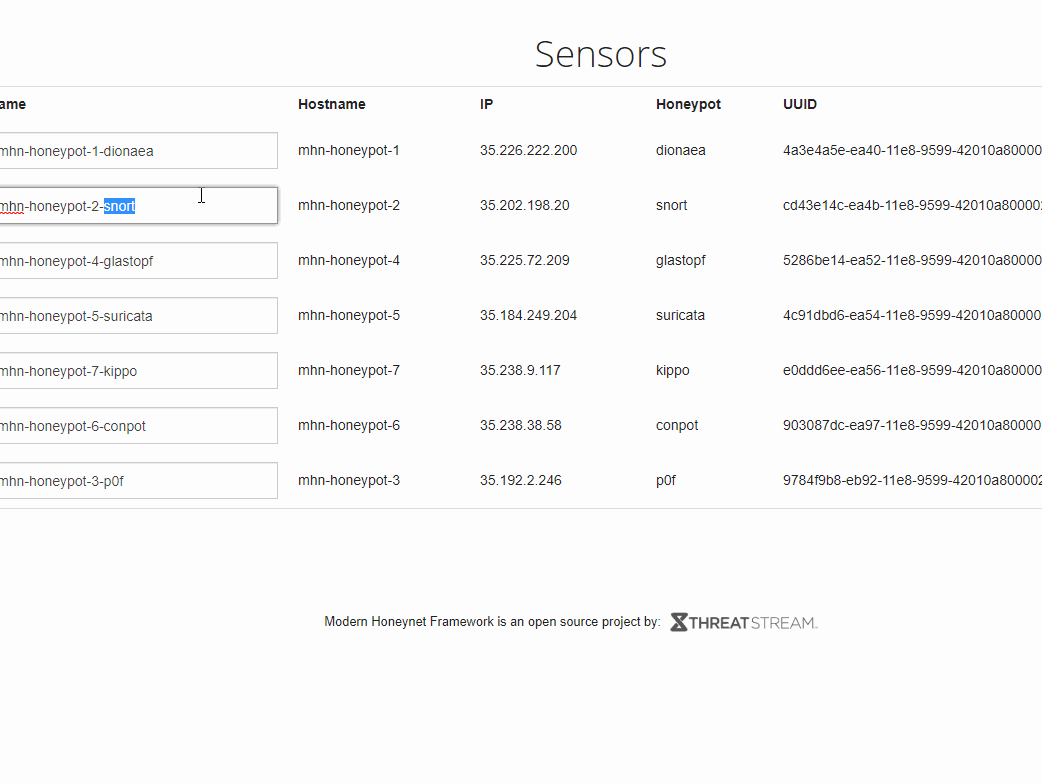 Sensors
ame Hostname IP Honeypot UUID
mhn-honeypot-1-dionaea mhn-honeypot-1 35.226.222.200 dionaea 4a3e4a5e-ea40-11e8-9599-42010a80000
mhn-honeypot-2-snort mhn-honeypot-2 35.202.198.20 snort cd43e14c-ea4b-11e8-9599-42010a80000
mhn-honeypot-4-glastopf mhn-honeypot-4 35.225.72.209 glastopf 5286be14-ea52-11e8-9599-42010a80000
mhn-honeypot-5-suricata mhn-honeypot-5 35.184.249.204 suricata 4c91dbd6-ea54-11e8-9599-42010a80000
mhn-honeypot-7-kippo mhn-honeypot-7 35.238.9.117 kippo e0ddd6ee-ea56-11e8-9599-42010a80000
mhn-honeypot-6-conpot mhn-honeypot-6 35.238.38.58 conpot 903087dc-ea97-11e8-9599-42010a80000
mhn-honeypot-3-p0f mhn-honeypot-3 35.192.2.246 p0f 9784f9b8-eb92-11e8-9599-42010a800002
Modern Honeynet Framework is an open source project by: THREATSTREAM